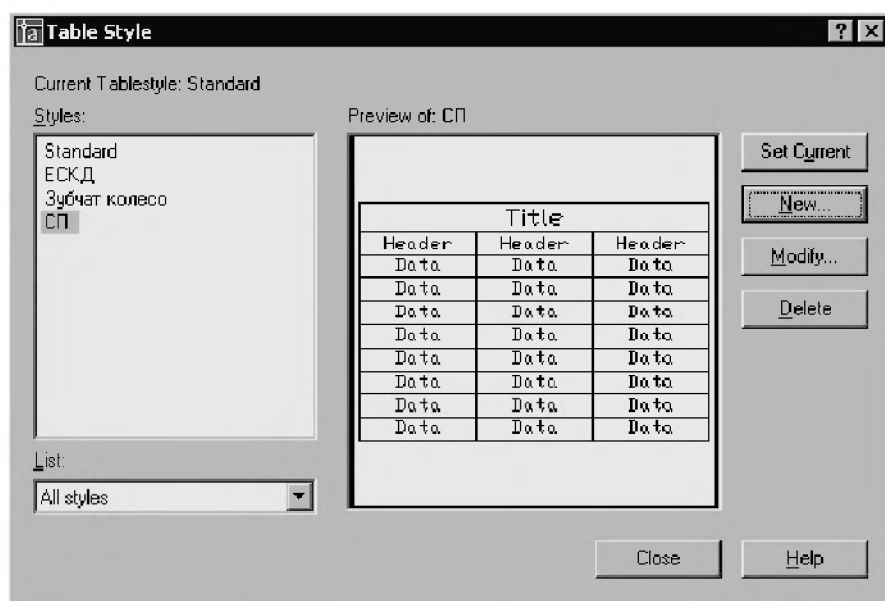 Table Style
Current Tablestyle: Standard
Styles:
Standard
ЕСКД
Зубчат колесо
СП
List:
All styles
Preview of: СП
Title
Header Header Header
Data Data Data
Data Data Data
Data Data Data
Data Data Data
Data Data Data
Data Data Data
Data Data Data
Data Data Data
Set Current
New...
Modify...
Delete
Close
Help